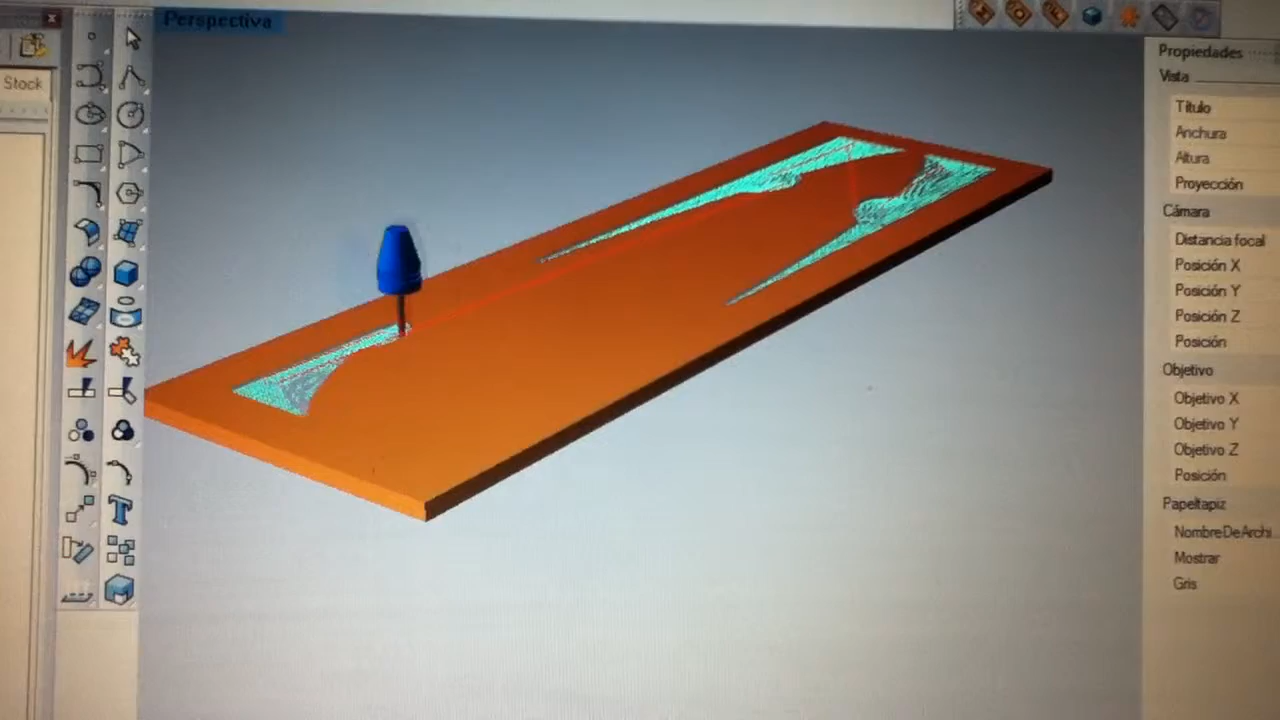 Perspectiva
Stock
Propiedades
Vista
Título
Anchura
Altura
Proyección
Cámara
Distancia focal
Posición X
Posición Y
Posición Z
Posición
Objetivo
Objetivo X
Objetivo Y
Objetivo Z
Posición
Papeltapiz
NombreDeArchi
Mostrar
Gris